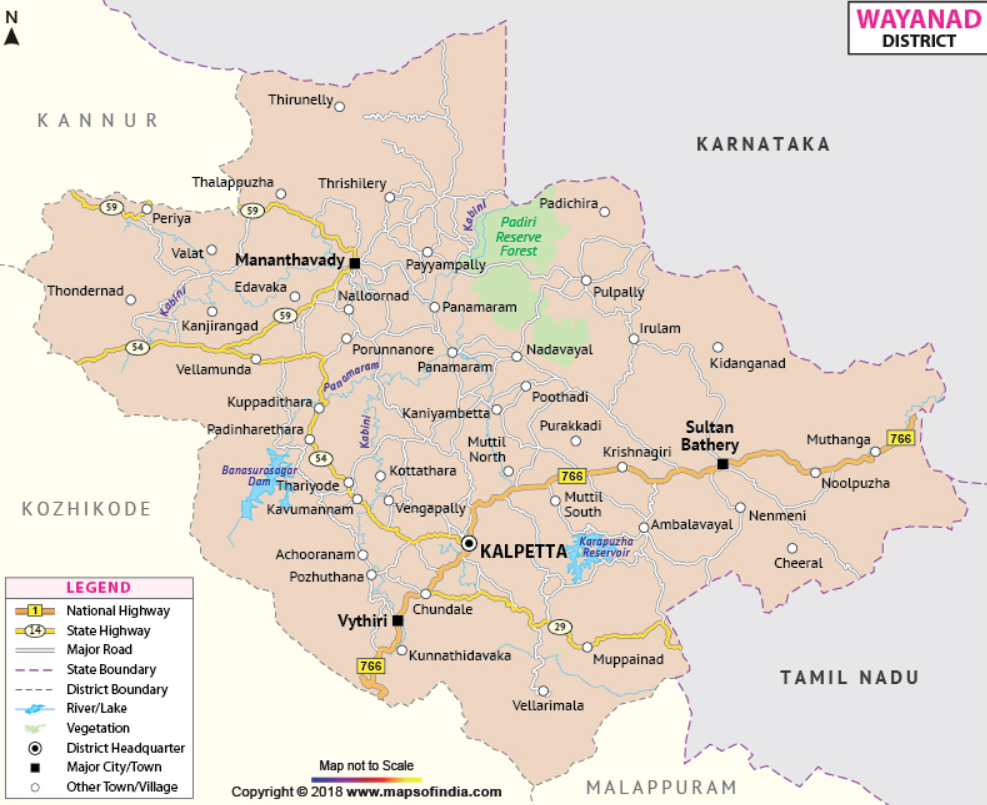 N
WAYANAD
DISTRICT
KANNUR
KARNATAKA
Thirunelly
Thalappuzha
Thrishilery
59
59
Periya
Kabini
Padichira
Padiri
Reserve
Forest
Valat
Mananthavady
Payyampally
Thondernad
Edavaka
Nalloornad
Pulpally
Kabini
Panamaram
Kanjirangad
59
Irulam
54
Porunnanore
Nadavayal
Kidanganad
Vellamunda
Panamaram
Panamaram
Kuppadithara
Poothadi
Kaniyambetta
Padinharethara
Kabini
Purakkadi
Sultan
Bathery
Muttil
North
Krishnagiri
Muthanga
766
54
Banasurasagar
Dam
Kottathara
766
Thariyode
Noolpuzha
KOZHIKODE
Kavumannam
Vengapally
Muttil
South
Nenmeni
Ambalavayal
Achooranam
KALPETTA
Karapuzha
Reservoir
Cheeral
Pozhuthana
Chundale
Vythiri
29
Kunnathidavaka
Muppainad
766
TAMIL NADU
Vellarimala
LEGEND
1 National Highway
14 State Highway
Major Road
State Boundary
District Boundary
River/Lake
Vegetation
District Headquarter
Major City/Town
Other Town/Village
Map not to Scale
Copyright © 2018 www.mapsofindia.com
MALAPPURAM